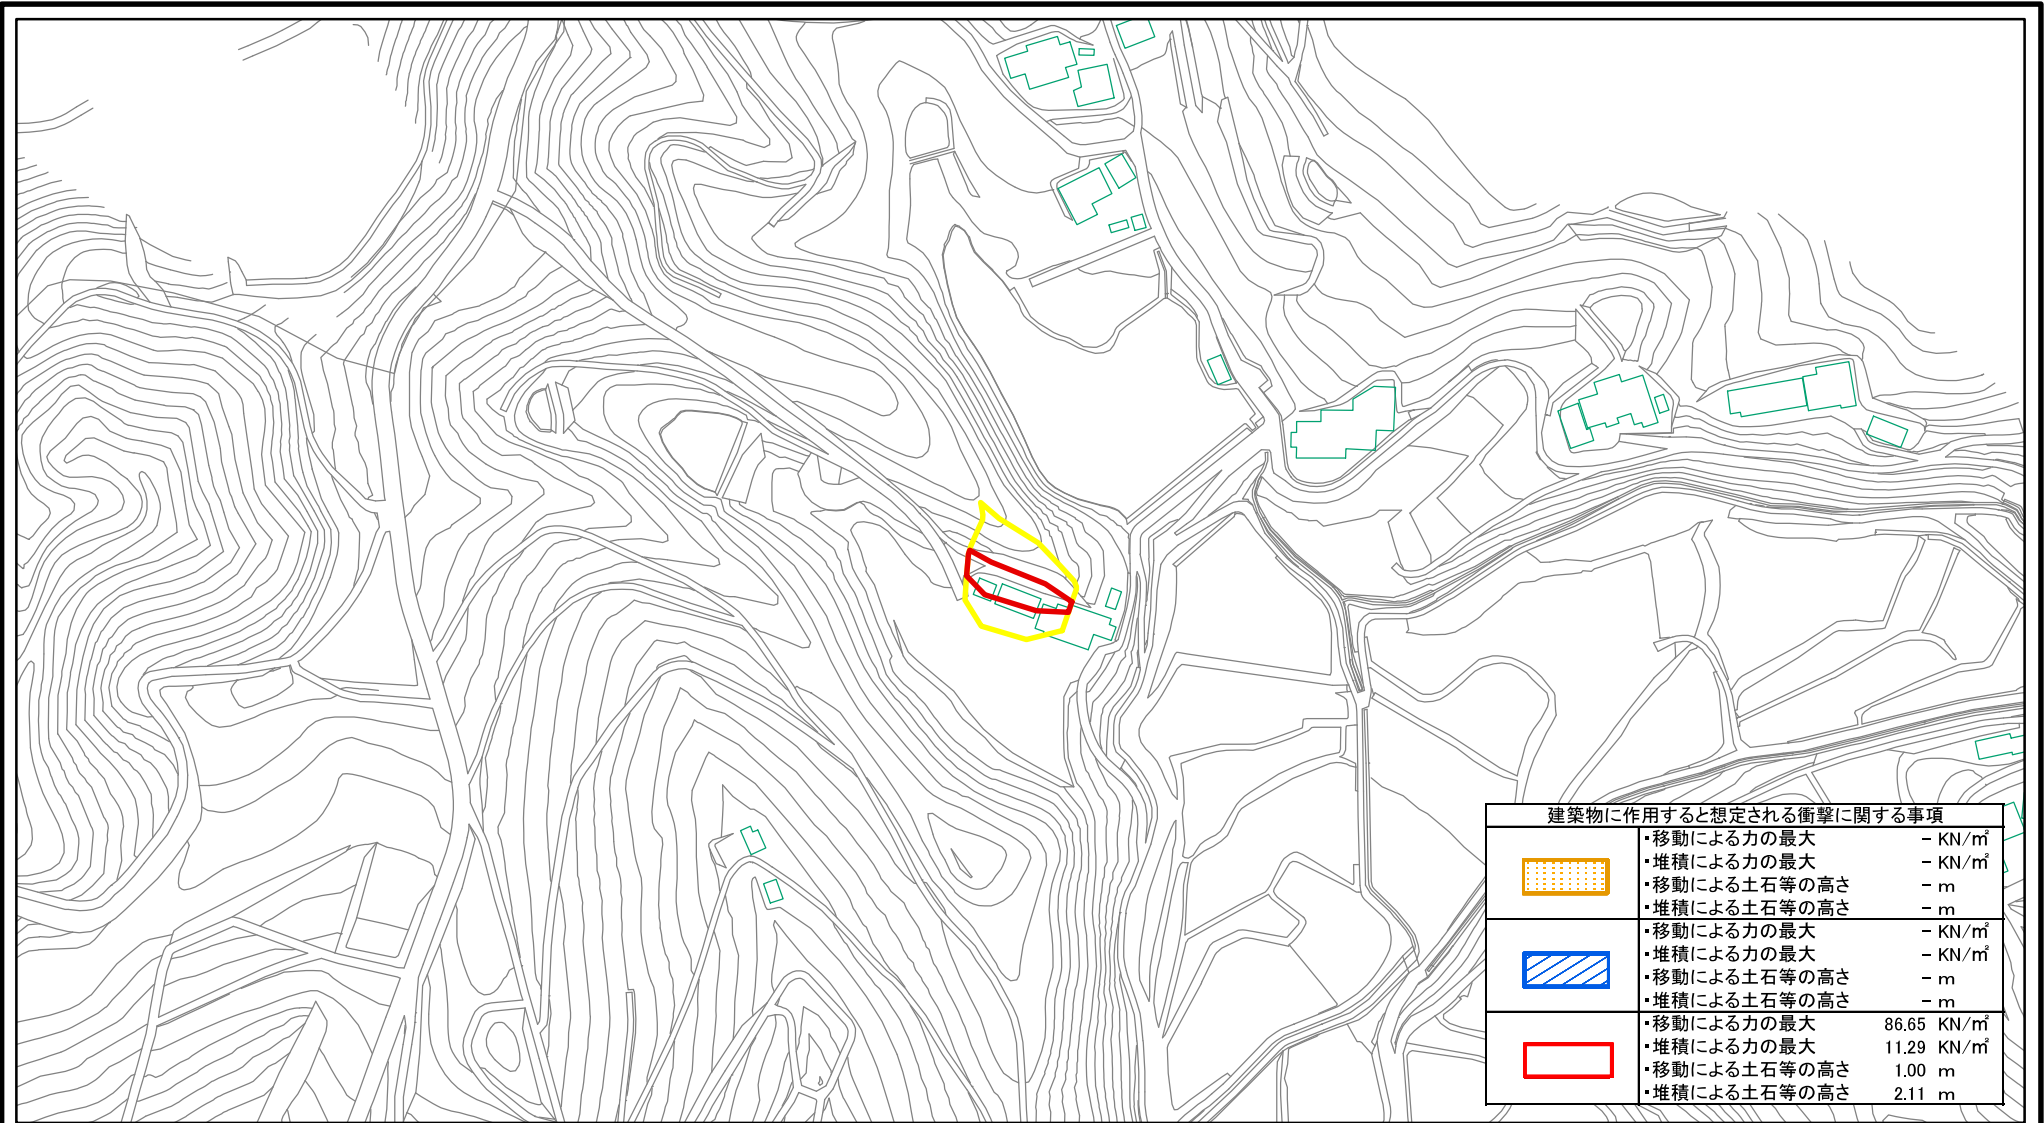 建築物に作用すると想定される衝撃に関する事項
・移動による力の最大 - KN/㎡
・堆積による力の最大 - KN/㎡
・移動による土石等の高さ - m
・堆積による土石等の高さ - m
・移動による力の最大 - KN/㎡
・堆積による力の最大 - KN/㎡
・移動による土石等の高さ - m
・堆積による土石等の高さ - m
・移動による力の最大 86.65 KN/㎡
・堆積による力の最大 11.29 KN/㎡
・移動による土石等の高さ 1.00 m
・堆積による土石等の高さ 2.11 m